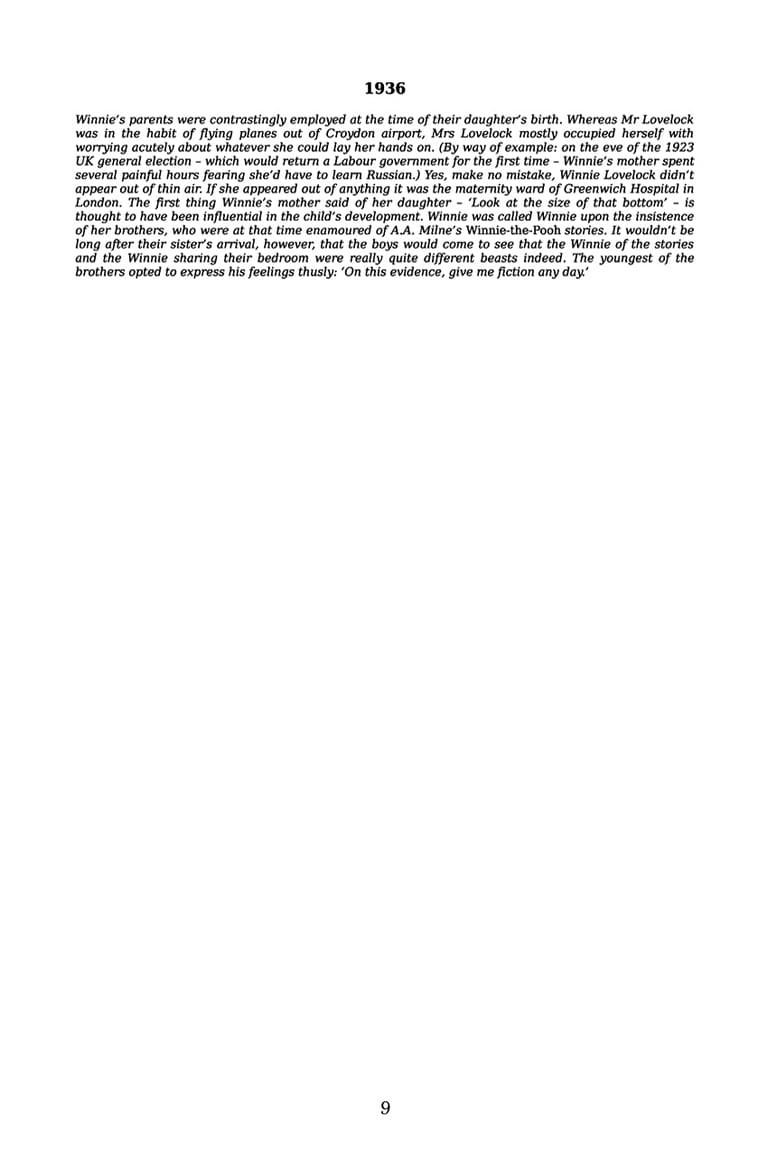 1936
Winnie’s parents were contrastingly employed at the time of their daughter’s birth. Whereas Mr Lovelock
was in the habit of flying planes out of Croydon airport, Mrs Lovelock mostly occupied herself with
worrying acutely about whatever she could lay her hands on. (By way of example: on the eve of the 1923
UK general election – which would return a Labour government for the first time – Winnie’s mother spent
several painful hours fearing she’d have to learn Russian.) Yes, make no mistake, Winnie Lovelock didn’t
appear out of thin air. If she appeared out of anything it was the maternity ward of Greenwich Hospital in
London. The first thing Winnie’s mother said of her daughter – ‘Look at the size of that bottom’ – is
thought to have been influential in the child’s development. Winnie was called Winnie upon the insistence
of her brothers, who were at that time enamoured of A.A. Milne’s Winnie-the-Pooh stories. It wouldn’t be
long after their sister’s arrival, however, that the boys would come to see that the Winnie of the stories
and the Winnie sharing their bedroom were really quite different beasts indeed. The youngest of the
brothers opted to express his feelings thusly: ‘On this evidence, give me fiction any day.’
9